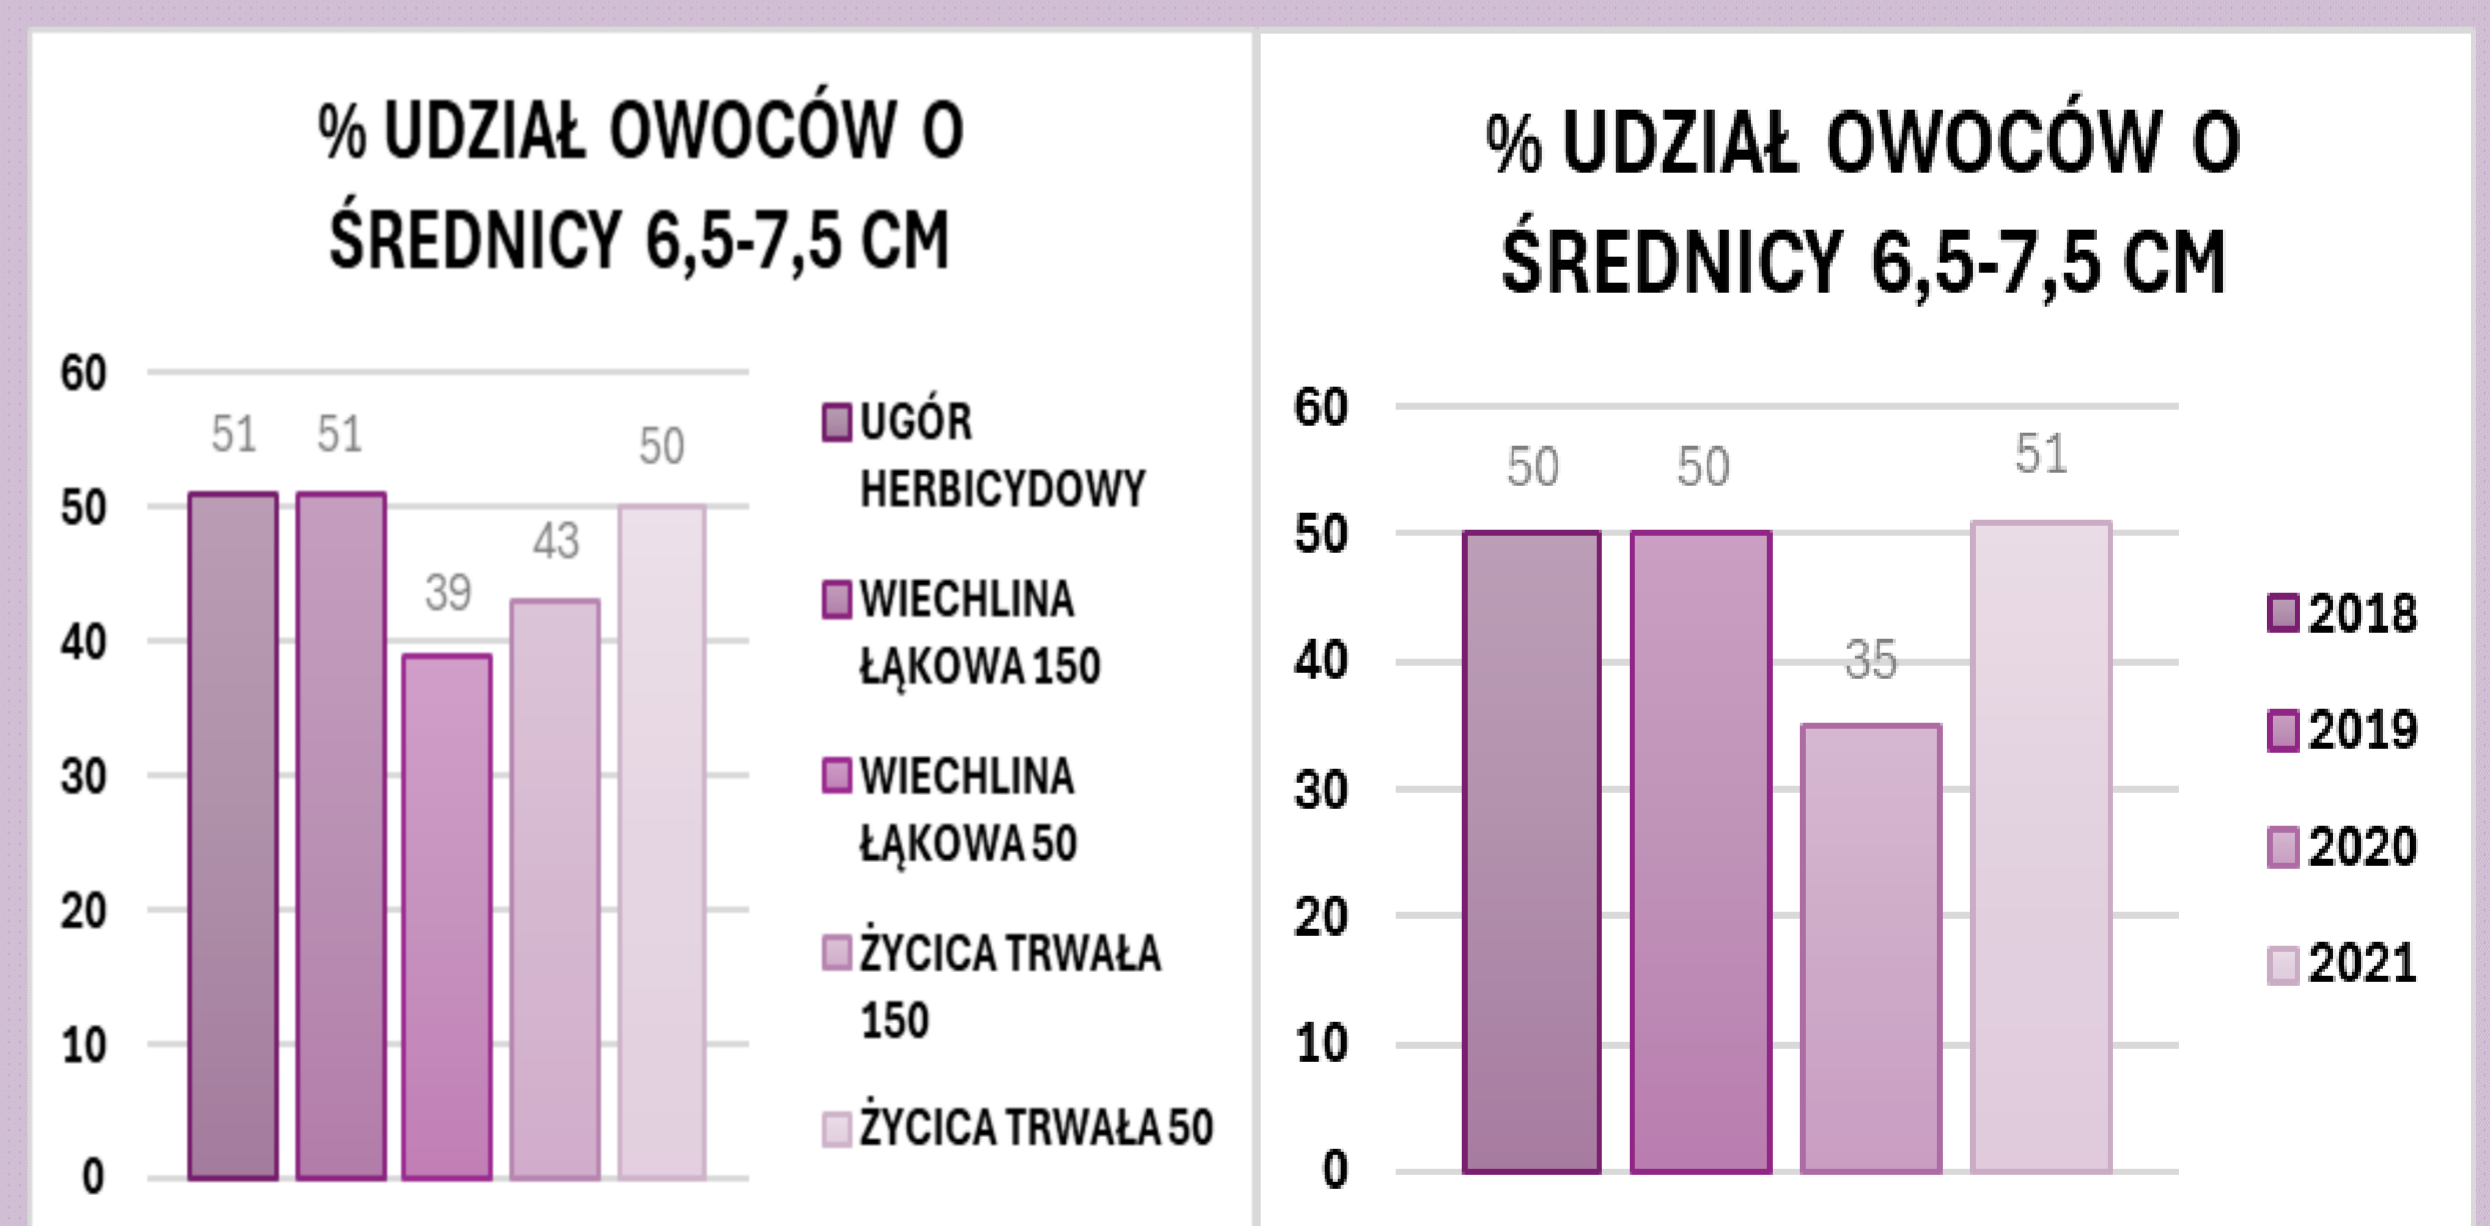 % UDZIAŁ OWOCÓW O
ŚREDNICY 6,5-7,5 CM
60
50
40
30
20
10
0
51
51
39
43
50
UGÓR
HERBICYDOWY
WIECHLINA
ŁĄKOWA 150
WIECHLINA
ŁĄKOWA 50
ŻYCICA TRWAŁA
150
ŻYCICA TRWAŁA 50
% UDZIAŁ OWOCÓW O
ŚREDNICY 6,5-7,5 CM
60
50
40
30
20
10
0
50
50
35
51
2018
2019
2020
2021